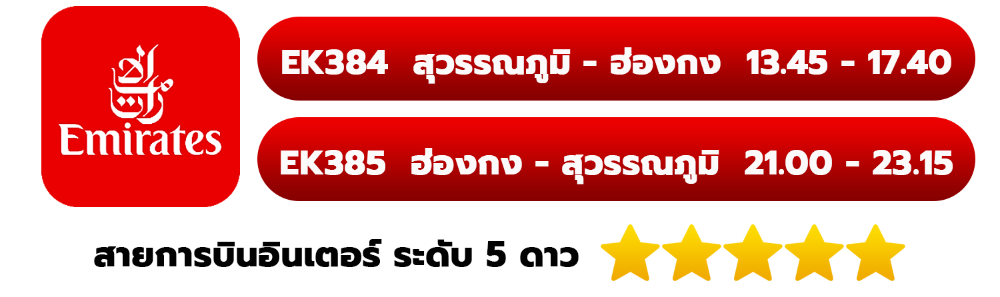 الإمارات
Emirates
EK384 สุวรรณภูมิ - ฮ่องกง 13.45 - 17.40
EK385 ฮ่องกง - สุวรรณภูมิ 21.00 - 23.15
สายการบินอินเตอร์ ระดับ 5 ดาว